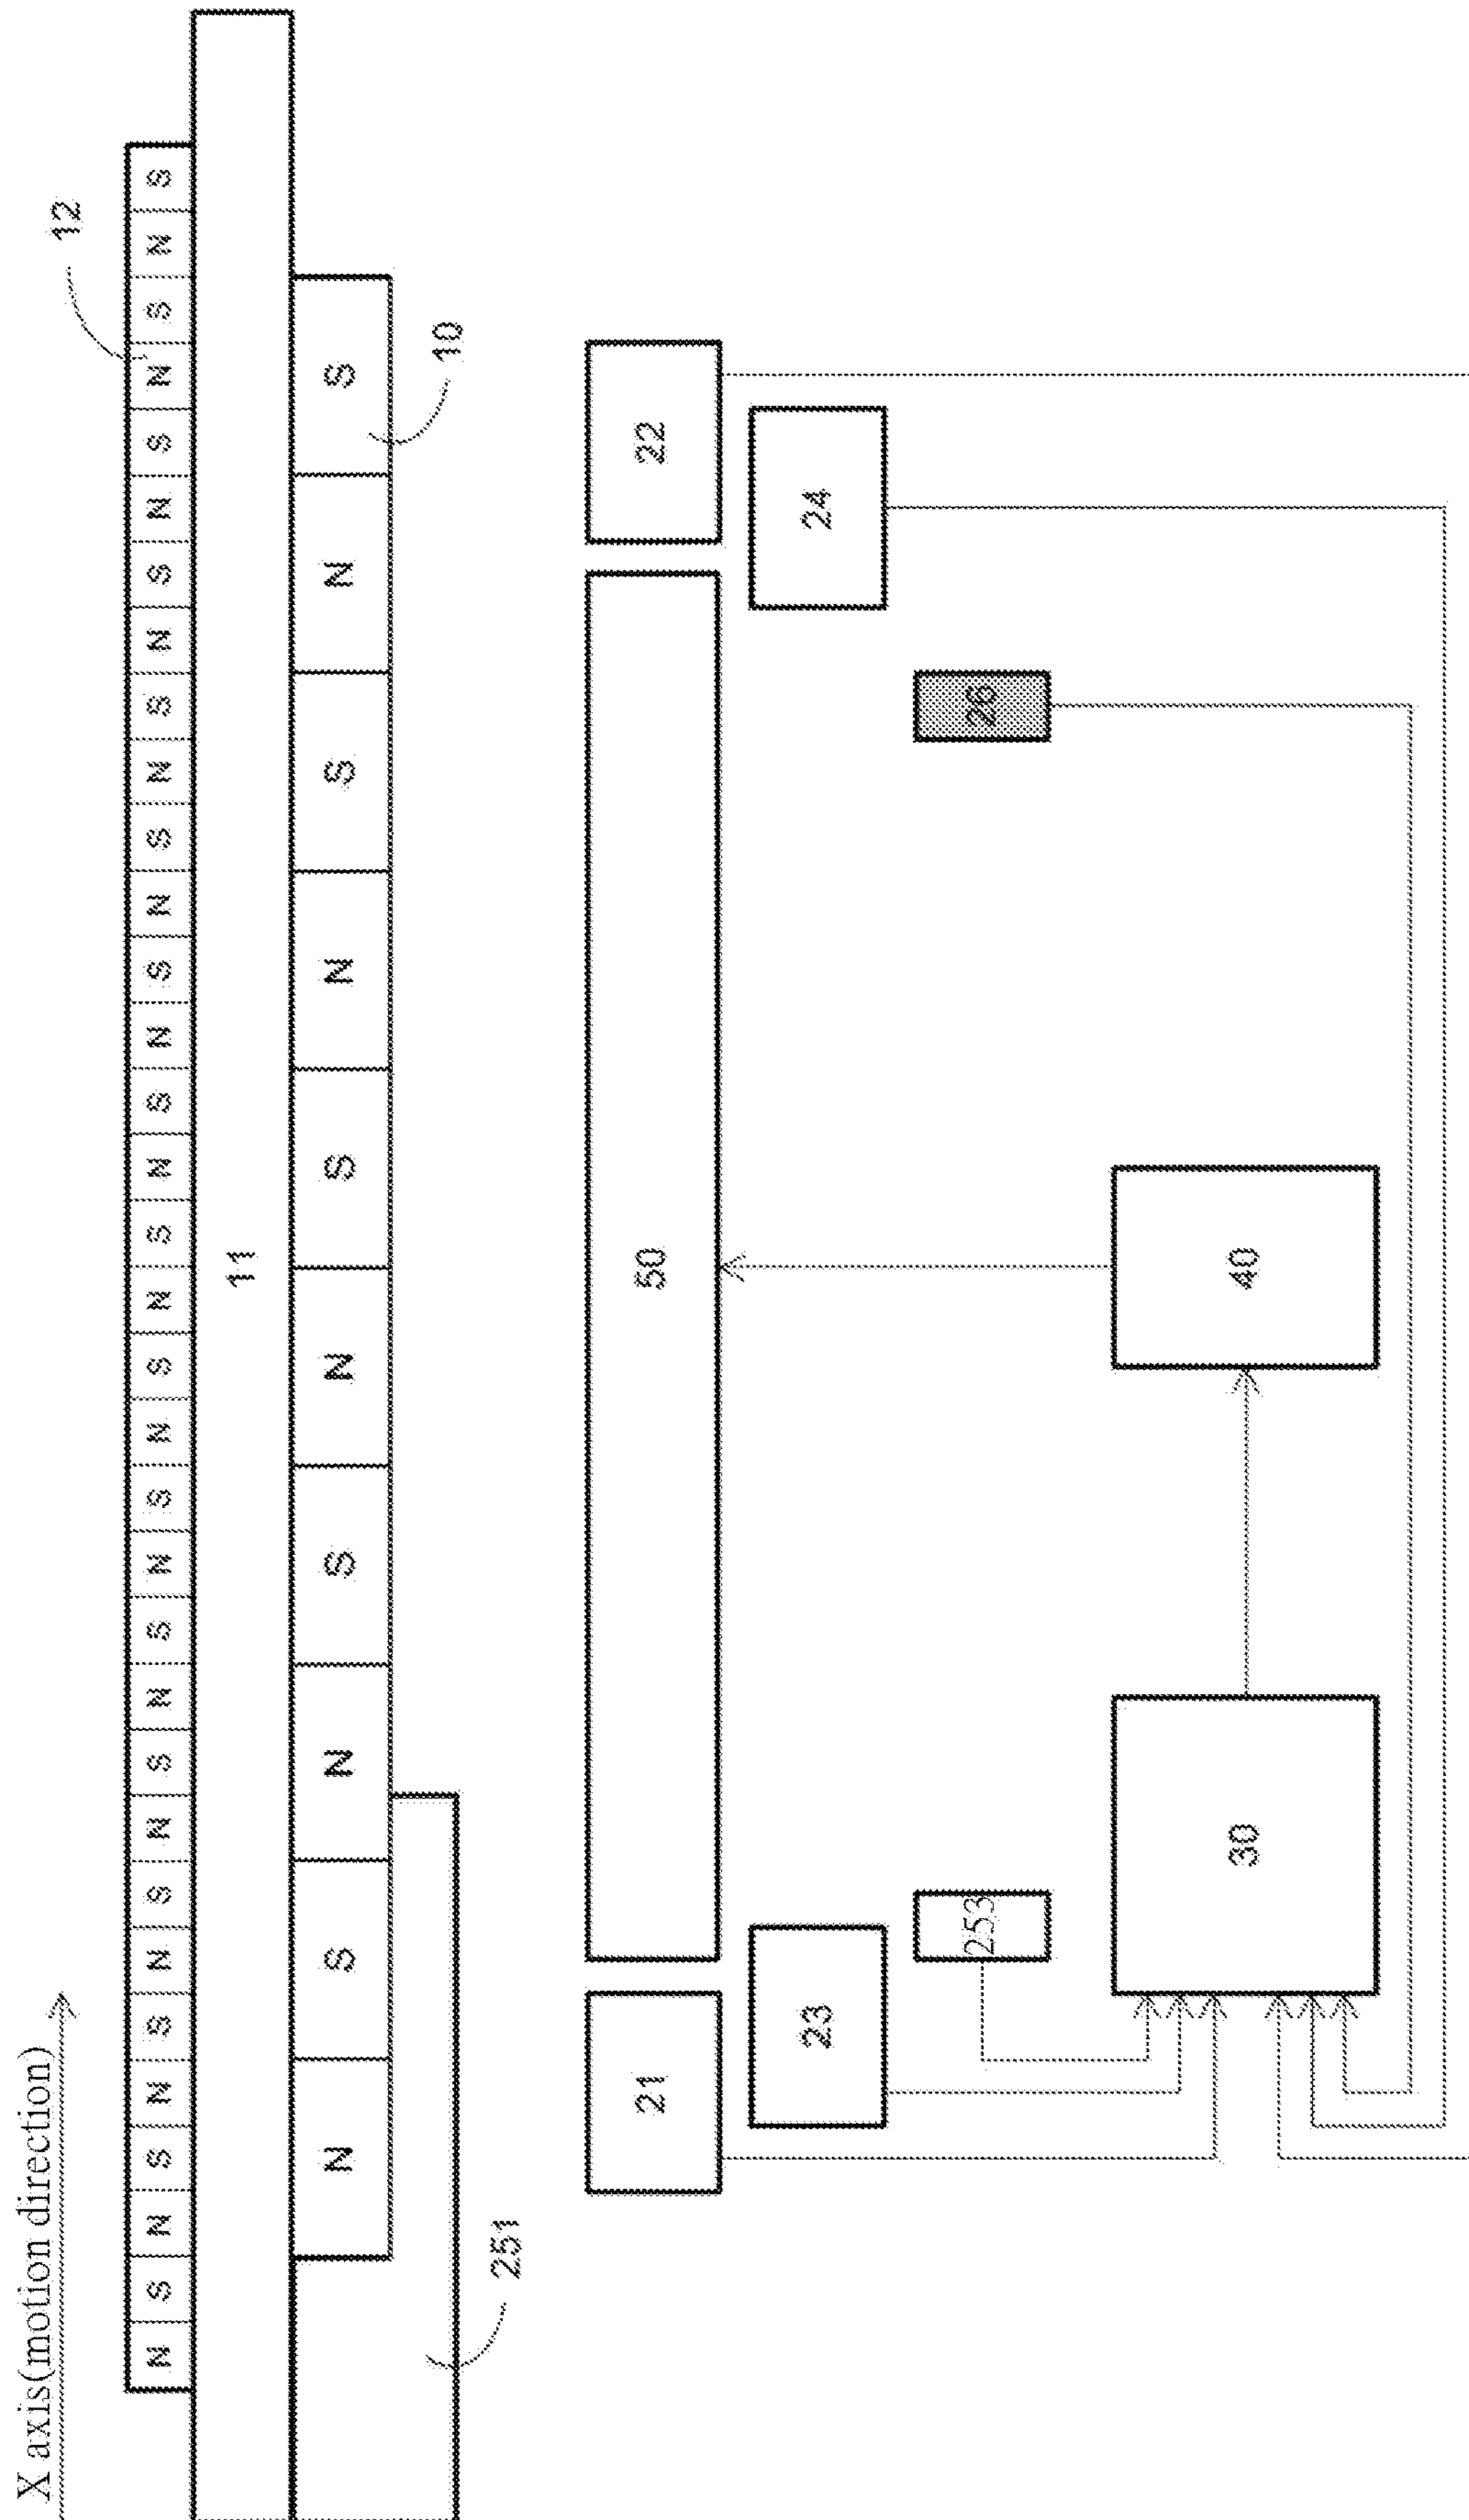 X axis(motion direction)
12
N S N S N S N S N S N S N S N S N S N S N S N S N S N S N S N S N S
11
N S N S N S N S N S
10
251
21 50 22
23 24
253 26
30 40